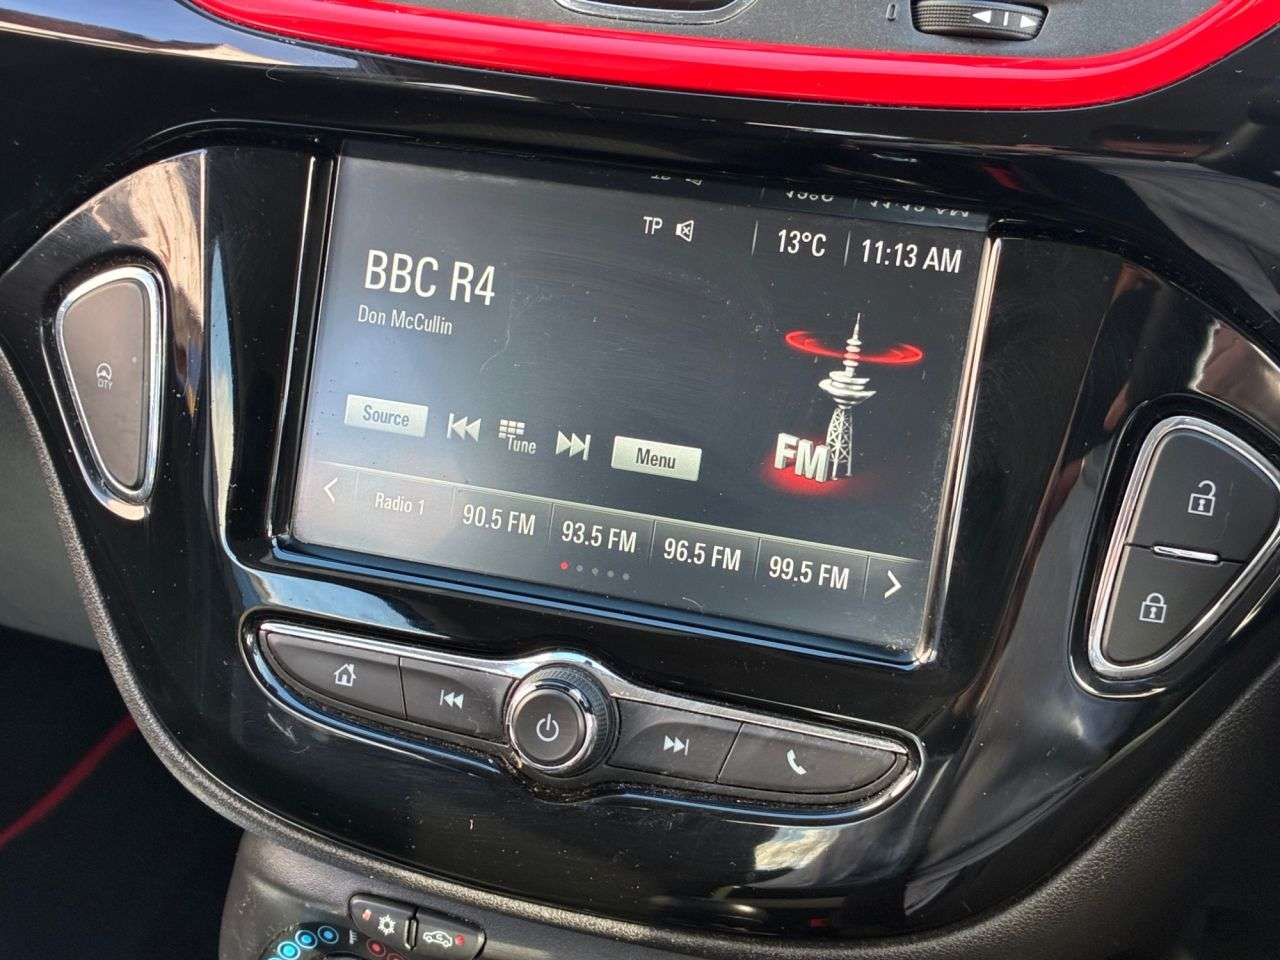 TP
13°C
11:13 AM
BBC R4
Don McCullin
Source
Tune
Menu
FM
Radio 1
90.5 FM
93.5 FM
96.5 FM
99.5 FM
CITY